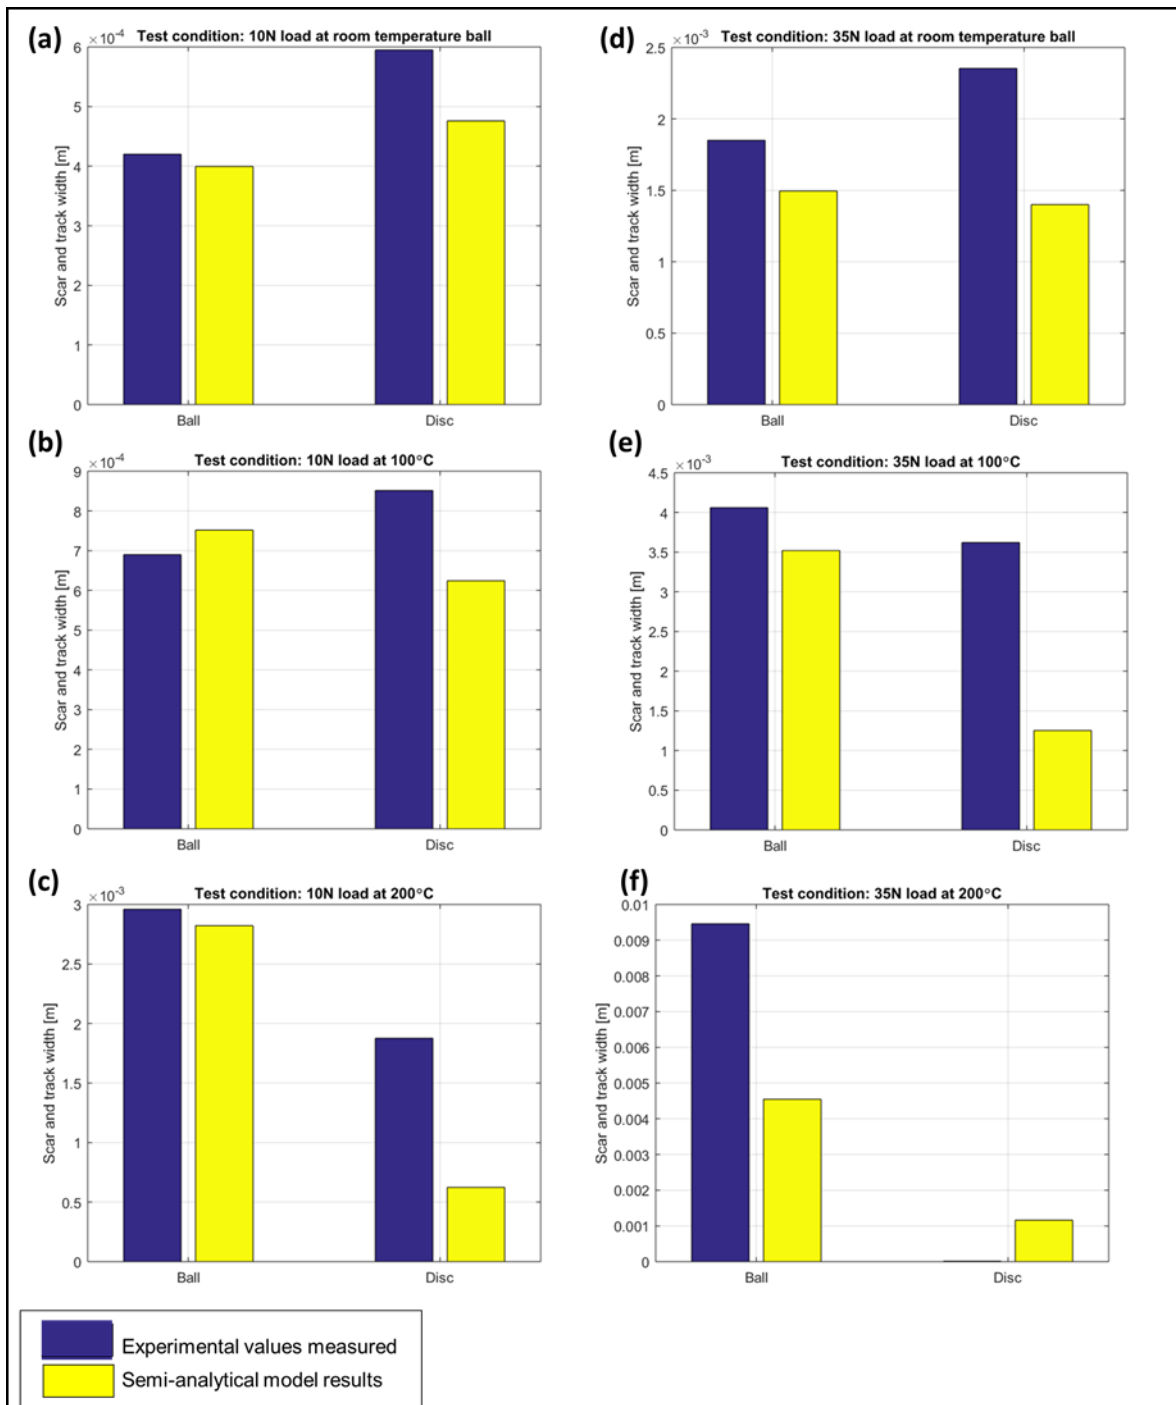 (a)
Test condition: 10N load at room temperature ball
×10-4
6
5
4
3
2
1
0
Scar and track width [m]
Ball
Disc
(d)
Test condition: 35N load at room temperature ball
×10-3
2.5
2
1.5
1
0.5
0
Scar and track width [m]
Ball
Disc
(b)
Test condition: 10N load at 100°C
×10-4
9
8
7
6
5
4
3
2
1
0
Scar and track width [m]
Ball
Disc
(e)
Test condition: 35N load at 100°C
×10-3
4.5
4
3.5
3
2.5
2
1.5
1
0.5
0
Scar and track width [m]
Ball
Disc
(c)
Test condition: 10N load at 200°C
×10-3
3
2.5
2
1.5
1
0.5
0
Scar and track width [m]
Ball
Disc
(f)
Test condition: 35N load at 200°C
0.01
0.009
0.008
0.007
0.006
0.005
0.004
0.003
0.002
0.001
0
Scar and track width [m]
Ball
Disc
Experimental values measured
Semi-analytical model results